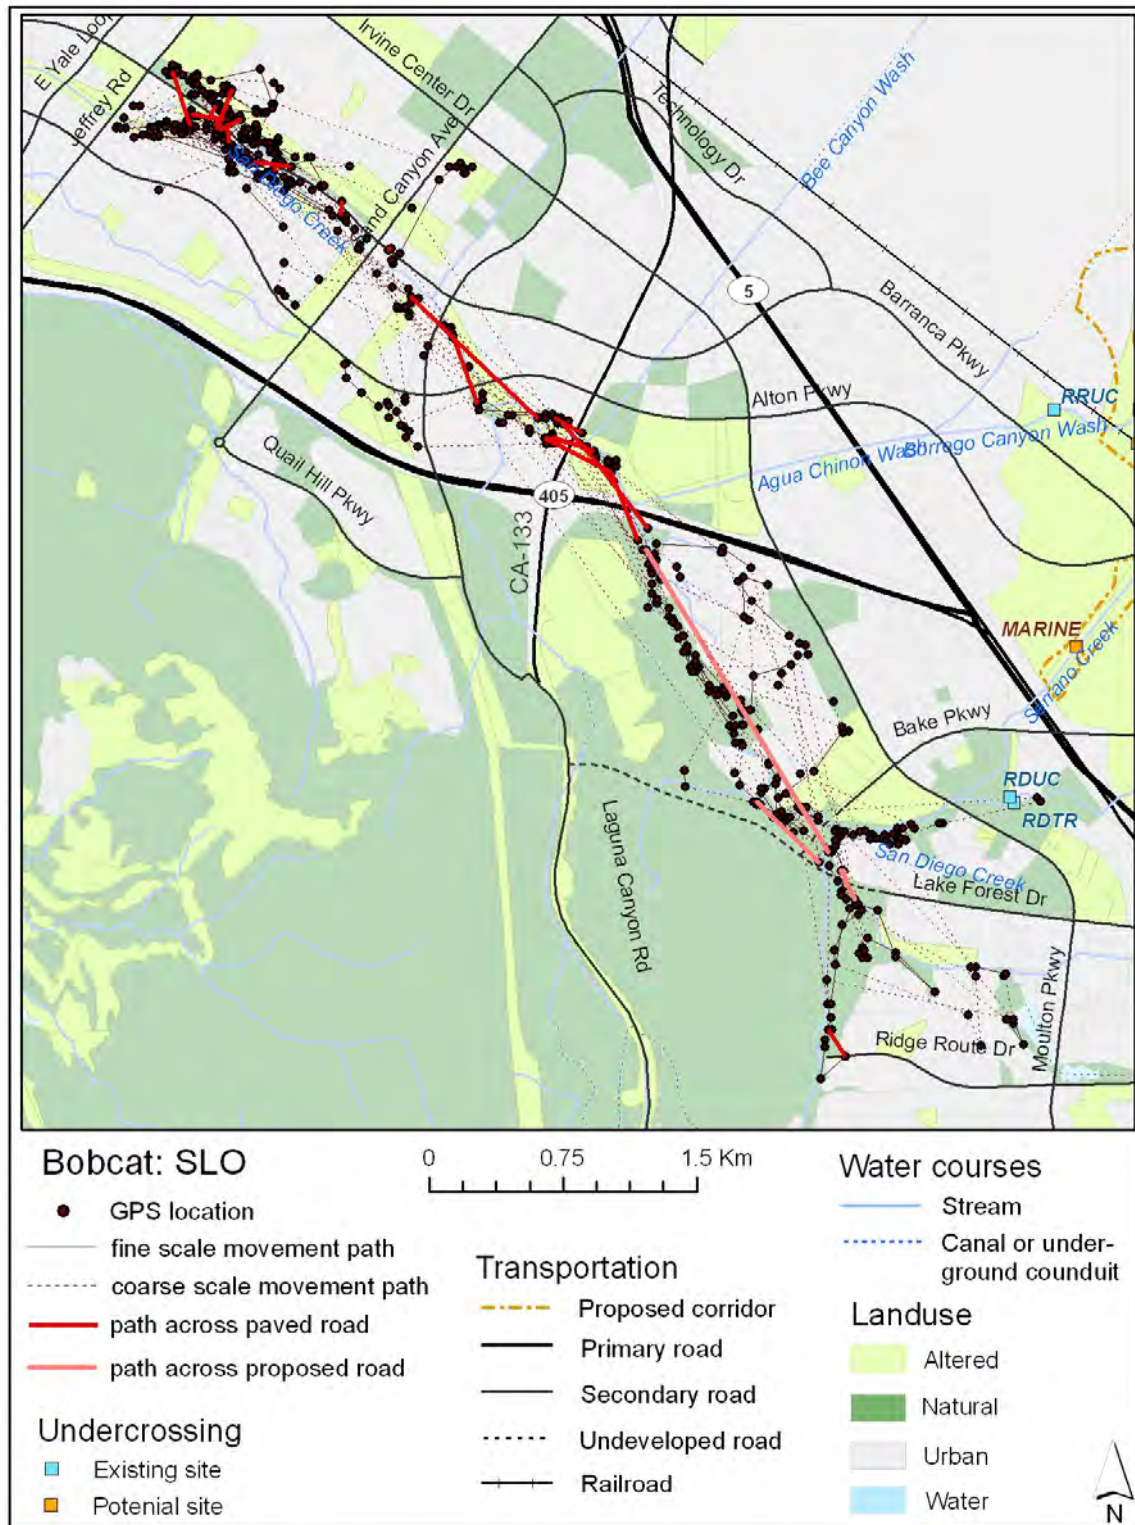 E Yale Loop
Jeffrey Rd
Irvine Center Dr
Technology Dr
Bee Canyon Wash
San Diego Creek
and Canyon Ave
5
Barranca Pkwy
Alton Pkwy
RRUC
Borrego Canyon Wash
Agua Chinon Wash
Quail Hill Pkwy
405
CA-133
MARINE
Serrano Creek
Bake Pkwy
RDUC
RDTR
San Diego Creek
Lake Forest Dr
Laguna Canyon Rd
Moulton Pkwy
Ridge Route Dr
Bobcat: SLO
GPS location
fine scale movement path
coarse scale movement path
path across paved road
path across proposed road
Undercrossing
Existing site
Potenial site
0 0.75 1.5 Km
Transportation
Proposed corridor
Primary road
Secondary road
Undeveloped road
Railroad
Water courses
Stream
Canal or under-
ground counduit
Landuse
Altered
Natural
Urban
Water
N